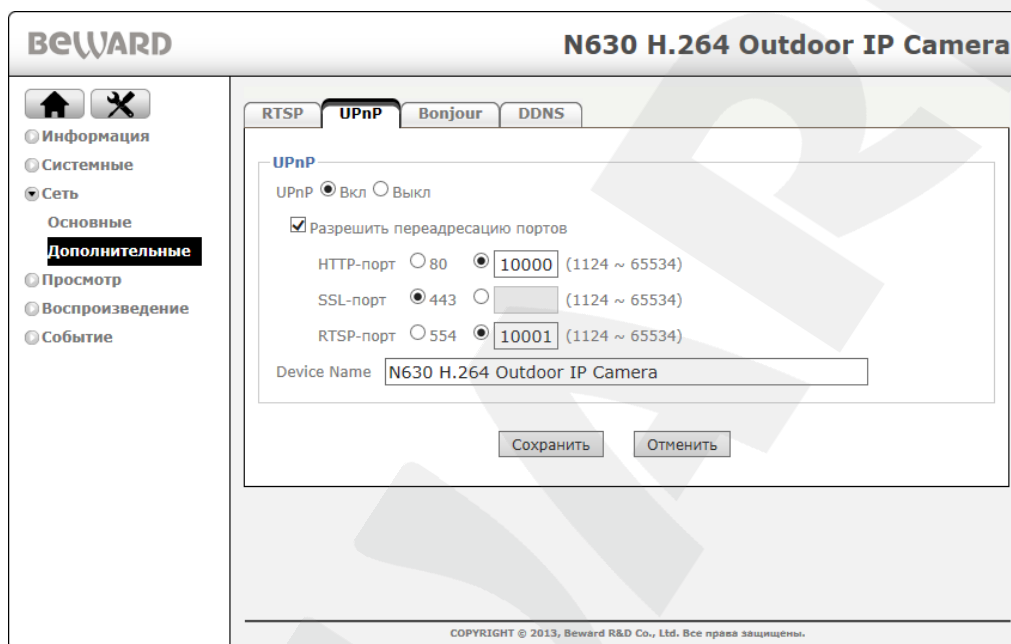 BEWARD
N630 H.264 Outdoor IP Camera
Информация
Системные
Сеть
Основные
Дополнительные
Просмотр
Воспроизведение
Событие
RTSP UPnP Bonjour DDNS
UPnP
UPnP Вкл Выкл
Разрешить переадресацию портов
HTTP-порт 80 10000 (1124 ~ 65534)
SSL-порт 443 (1124 ~ 65534)
RTSP-порт 554 10001 (1124 ~ 65534)
Device Name N630 H.264 Outdoor IP Camera
Сохранить Отменить
COPYRIGHT © 2013, Beward R&D Co., Ltd. Все права защищены.